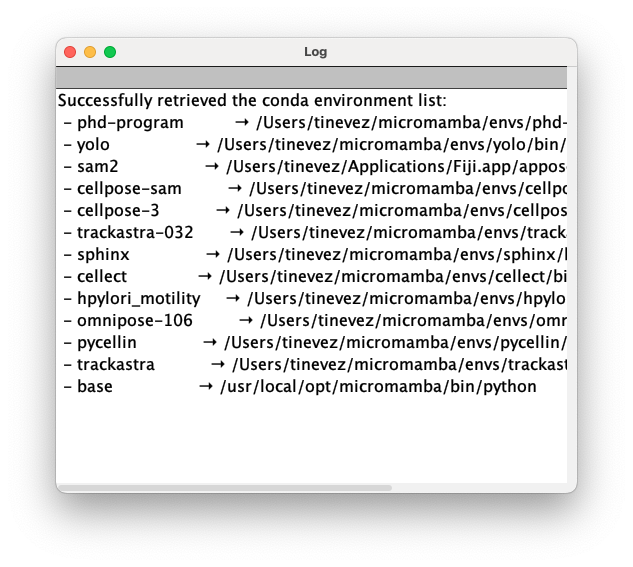 Log
Successfully retrieved the conda environment list:
- phd-program → /Users/tinevez/micromamba/envs/phd-
- yolo → /Users/tinevez/micromamba/envs/yolo/bin/
- sam2 → /Users/tinevez/Applications/Fiji.app/appos
- cellpose-sam → /Users/tinevez/micromamba/envs/cellpo
- cellpose-3 → /Users/tinevez/micromamba/envs/cellpos
- trackastra-032 → /Users/tinevez/micromamba/envs/tracka
- sphinx → /Users/tinevez/micromamba/envs/sphinx/
- cellect → /Users/tinevez/micromamba/envs/cellect/bi
- hpylori_motility → /Users/tinevez/micromamba/envs/hpylo
- omnipose-106 → /Users/tinevez/micromamba/envs/omn
- pycellin → /Users/tinevez/micromamba/envs/pycellin/
- trackastra → /Users/tinevez/micromamba/envs/trackast
- base → /usr/local/opt/micromamba/bin/python